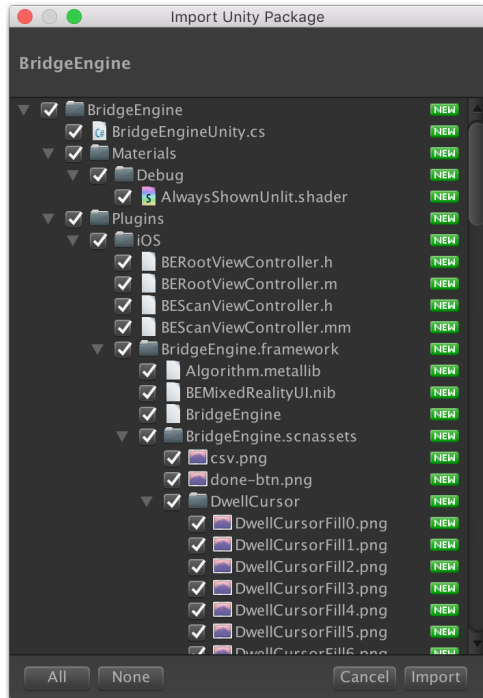 Import Unity Package
BridgeEngine
BridgeEngine NEW
C# BridgeEngineUnity.cs NEW
Materials NEW
Debug NEW
S AlwaysShownUnlit.shader NEW
Plugins NEW
iOS NEW
BERootViewController.h NEW
BERootViewController.m NEW
BEScanViewController.h NEW
BEScanViewController.mm NEW
BridgeEngine.framework NEW
Algorithm.metallib NEW
BEMixedRealityUI.nib NEW
BridgeEngine NEW
BridgeEngine.scnassets NEW
csv.png NEW
done-btn.png NEW
DwellCursor NEW
DwellCursorFill0.png NEW
DwellCursorFill1.png NEW
DwellCursorFill2.png NEW
DwellCursorFill3.png NEW
DwellCursorFill4.png NEW
DwellCursorFill5.png NEW
DwellCursorFill6.png NEW
All None Cancel Import